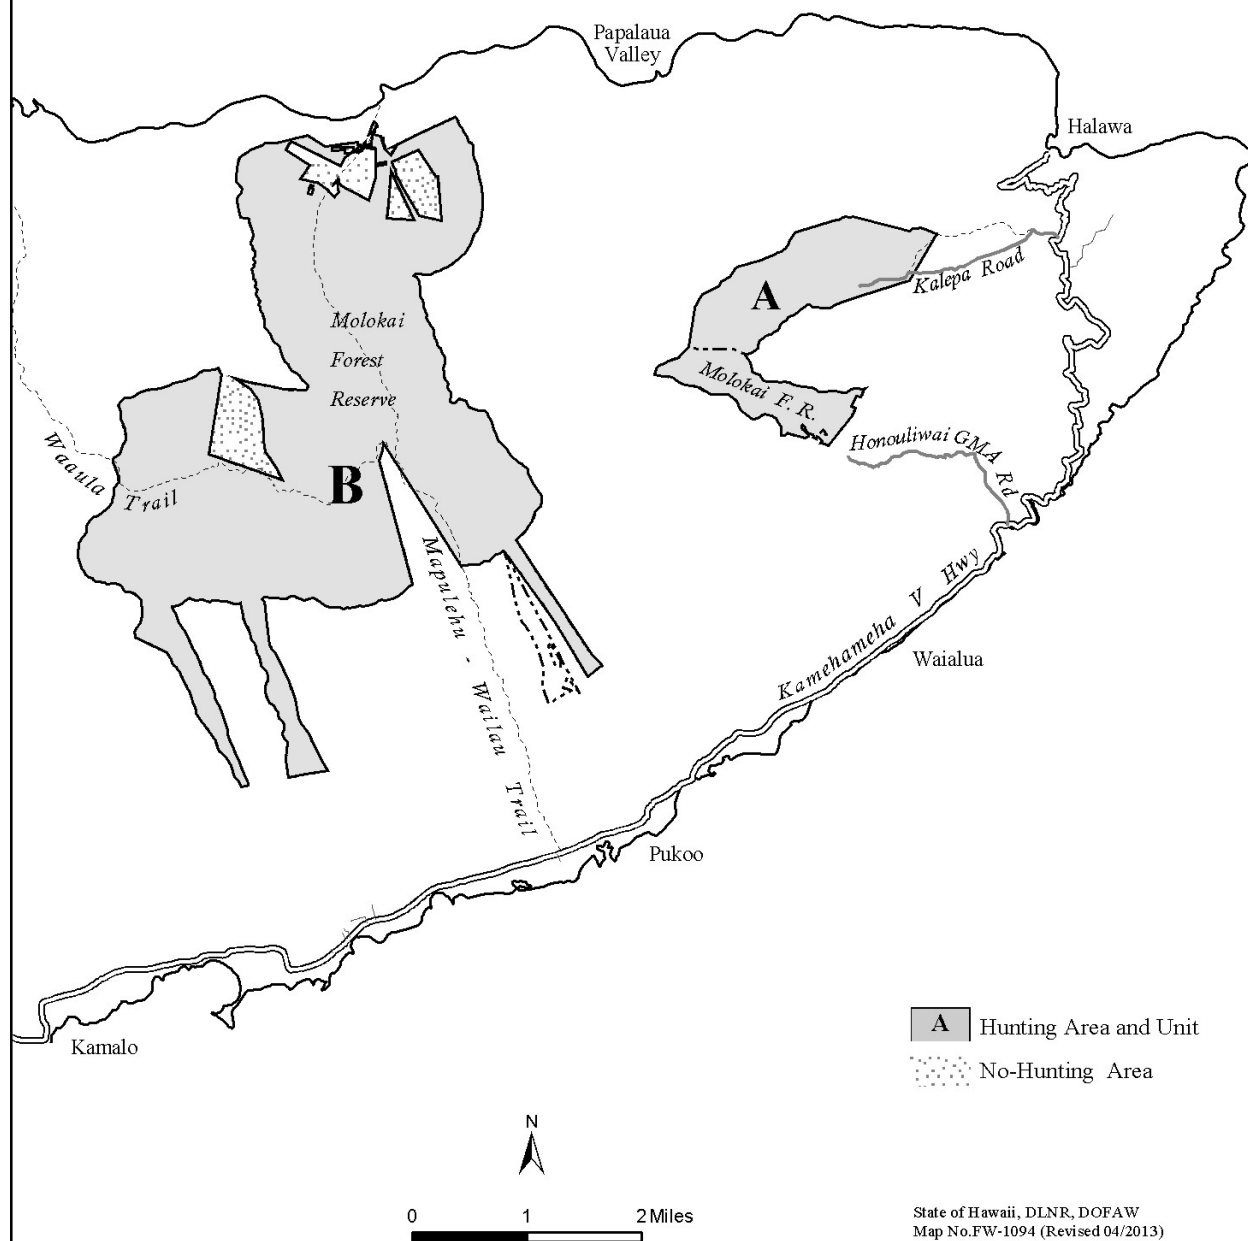 Papalaua
Valley
Halawa
Kalepa Road
A
Molokai
Forest
Reserve
Molokai F. R.
Honouliwai GMA Rd
Waaula Trail
B
Mapulehu - Wailau Trail
Kamehameha V Hwy
Waialua
Pukoo
Kamalo
A Hunting Area and Unit
No-Hunting Area
N
0 1 2 Miles
State of Hawaii, DLNR, DOFAW
Map No.FW-1094 (Revised 04/2013)